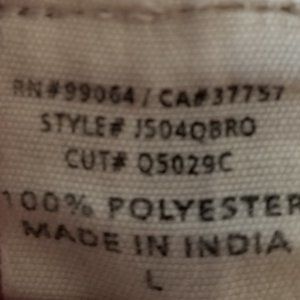 RN#99064 / CA#37757
STYLE# J504QBRO
CUT# Q5029C
100% POLYESTER
MADE IN INDIA
L